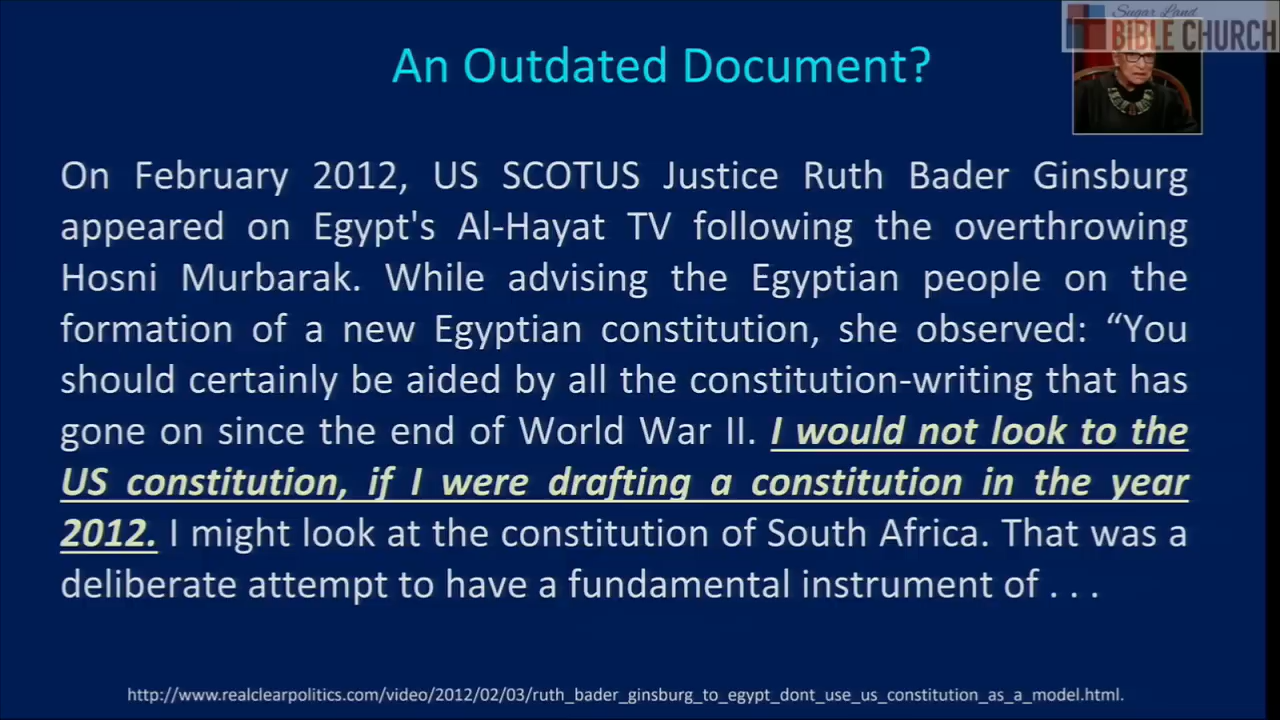 Sugar Land
BIBLE CHURCH
An Outdated Document?
On February 2012, US SCOTUS Justice Ruth Bader Ginsburg
appeared on Egypt's Al-Hayat TV following the overthrowing
Hosni Murbarak. While advising the Egyptian people on the
formation of a new Egyptian constitution, she observed: “You
should certainly be aided by all the constitution-writing that has
gone on since the end of World War II. I would not look to the
US constitution, if I were drafting a constitution in the year
2012. I might look at the constitution of South Africa. That was a
deliberate attempt to have a fundamental instrument of . . .
http://www.realclearpolitics.com/video/2012/02/03/ruth_bader_ginsburg_to_egypt_dont_use_us_constitution_as_a_model.html.